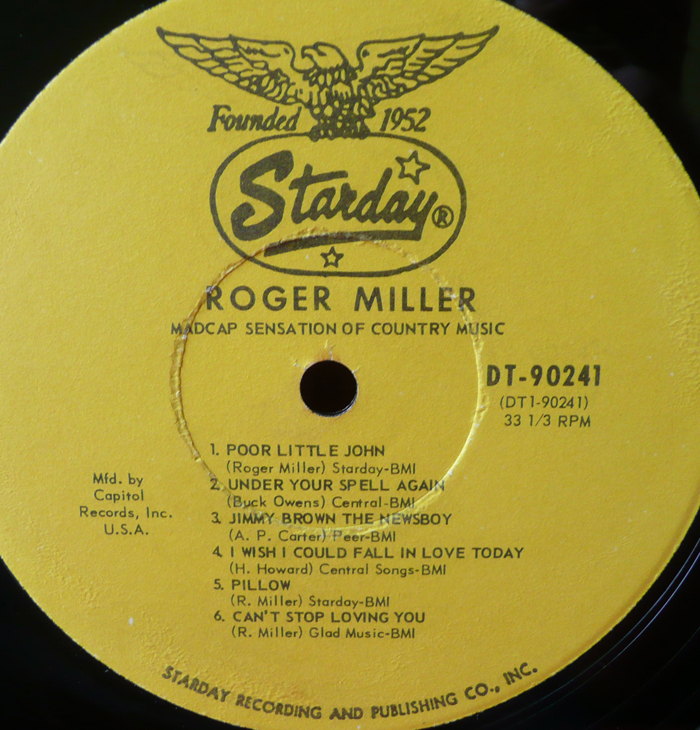 Founded 1952
Starday®
ROGER MILLER
MADCAP SENSATION OF COUNTRY MUSIC
DT-90241
(DT1-90241)
33 1/3 RPM
1. POOR LITTLE JOHN
(Roger Miller) Starday-BMI
2. UNDER YOUR SPELL AGAIN
(Buck Owens) Central-BMI
3. JIMMY BROWN THE NEWSBOY
(A. P. Carter) Peer-BMI
4. I WISH I COULD FALL IN LOVE TODAY
(H. Howard) Central Songs-BMI
5. PILLOW
(R. Miller) Starday-BMI
6. CAN'T STOP LOVING YOU
(R. Miller) Glad Music-BMI
Mfd. by
Capitol
Records, Inc.
U.S.A.
STARDAY RECORDING AND PUBLISHING CO., INC.